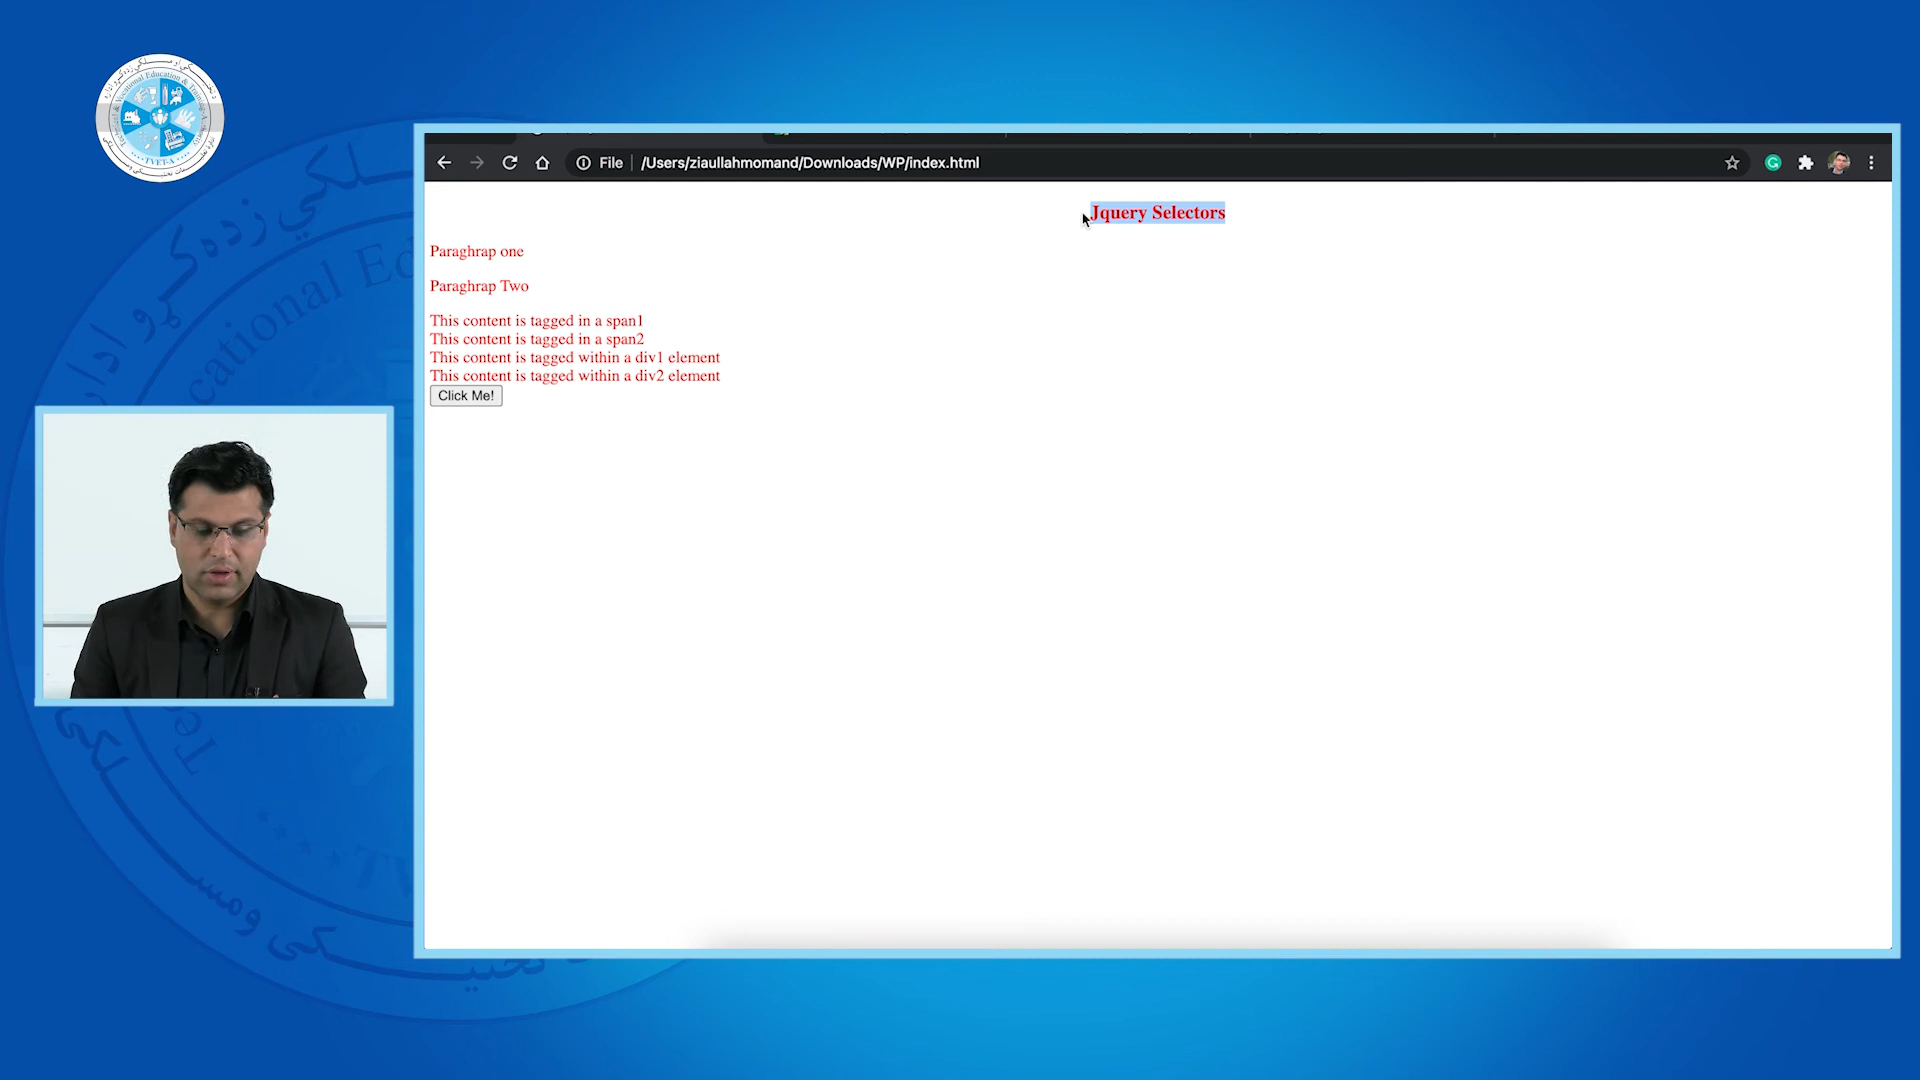 File
/Users/ziaullahmomand/Downloads/WP/index.html
Jquery Selectors
Paraghrap one
Paraghrap Two
This content is tagged in a span1
This content is tagged in a span2
This content is tagged within a div1 element
This content is tagged within a div2 element
Click Me!
TVET-A